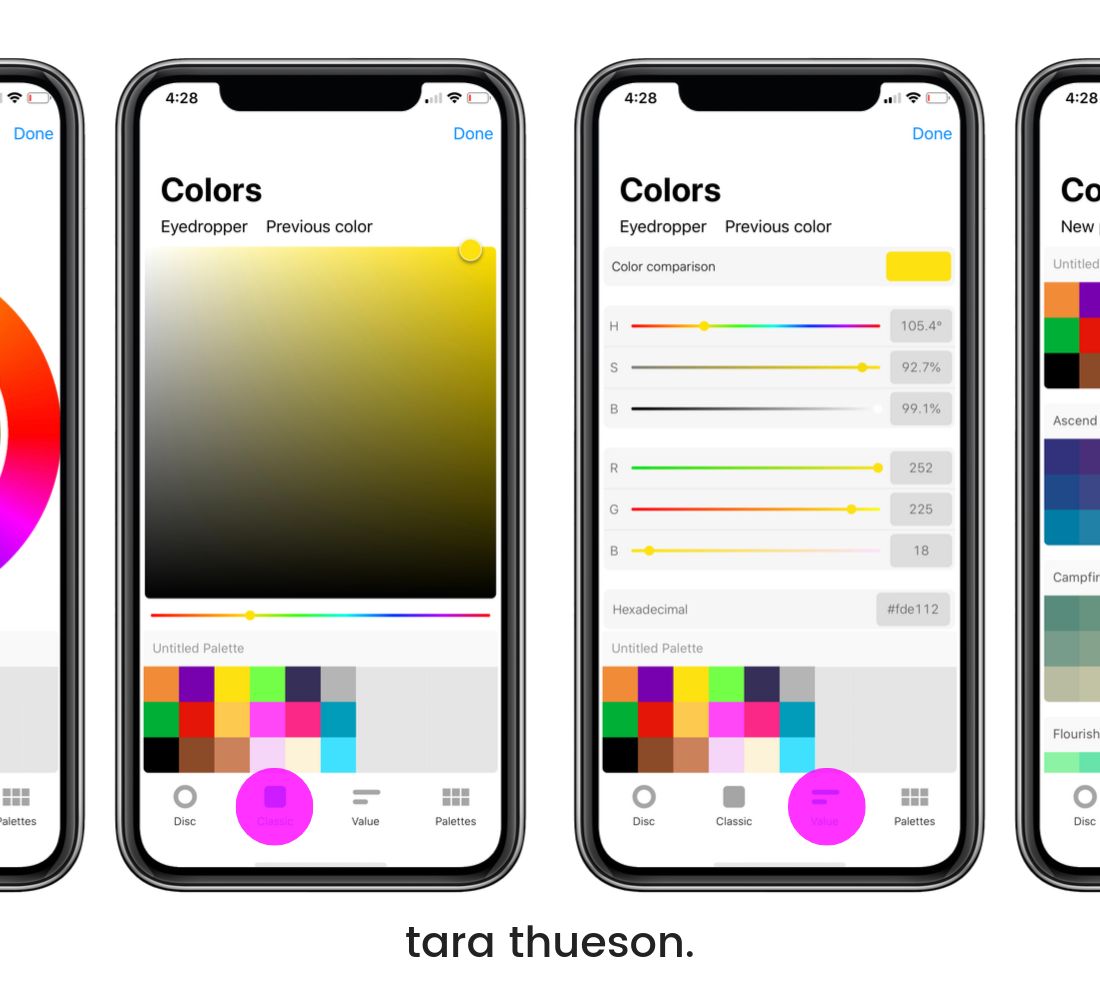 Done
Palettes
4:28
Done
Colors
Eyedropper Previous color
Untitled Palette
Disc Classic Value Palettes
4:28
Done
Colors
Eyedropper Previous color
Color comparison
H 105.4°
S 92.7%
B 99.1%
R 252
G 225
B 18
Hexadecimal #fde112
Untitled Palette
Disc Classic Value Palettes
4:28
Co
New
Untitled
Ascend
Campfir
Flourish
Disc
tara thueson.